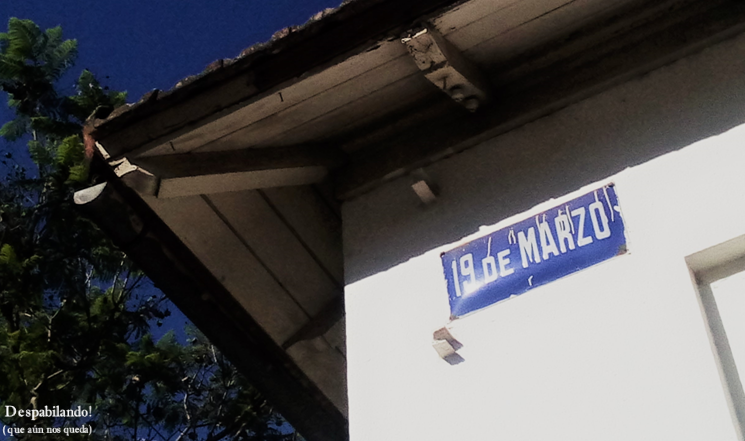 19 DE MARZO
Despabilando!
(que aún nos queda)